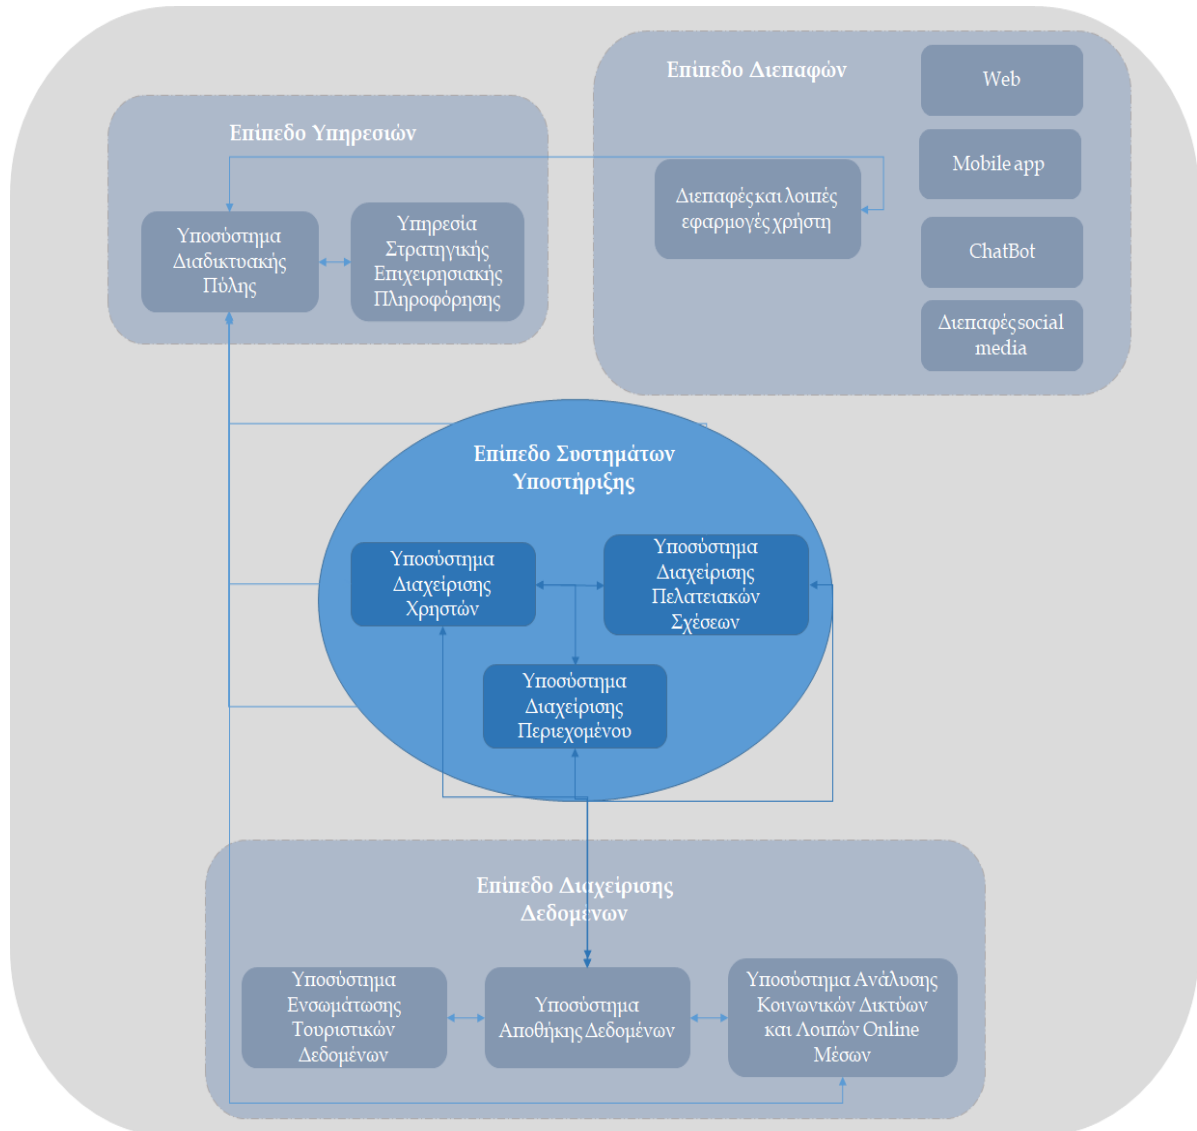 Επίπεδο Υπηρεσιών
Υποσύστημα
Διαδικτυακής
Πύλης
Υπηρεσία
Στρατηγικής
Επιχειρησιακής
Πληροφόρησης
Επίπεδο Διεπαφών
Διεπαφές και λοιπές
εφαρμογές χρήστη
Web
Mobile app
ChatBot
Διεπαφές social
media
Επίπεδο Συστημάτων
Υποστήριξης
Υποσύστημα
Διαχείρισης
Χρηστών
Υποσύστημα
Διαχείρισης
Πελατειακών
Σχέσεων
Υποσύστημα
Διαχείρισης
Περιεχομένου
Επίπεδο Διαχείρισης
Δεδομένων
Υποσύστημα
Ενσωμάτωσης
Τουριστικών
Δεδομένων
Υποσύστημα
Αποθήκης Δεδομένων
Υποσύστημα Ανάλυσης
Κοινωνικών Δικτύων
και Λοιπών Online
Μέσων